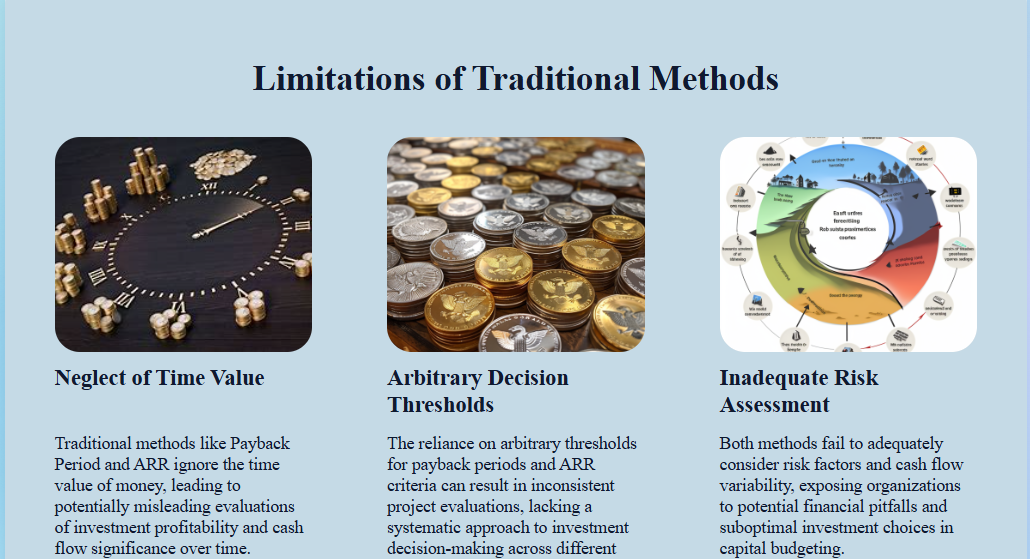 Limitations of Traditional Methods
XII
Neglect of Time Value
Traditional methods like Payback
Period and ARR ignore the time
value of money, leading to
potentially misleading evaluations
of investment profitability and cash
flow significance over time.
Arbitrary Decision
Thresholds
The reliance on arbitrary thresholds
for payback periods and ARR
criteria can result in inconsistent
project evaluations, lacking a
systematic approach to investment
decision-making across different
Inadequate Risk
Assessment
Both methods fail to adequately
consider risk factors and cash flow
variability, exposing organizations
to potential financial pitfalls and
suboptimal investment choices in
capital budgeting.